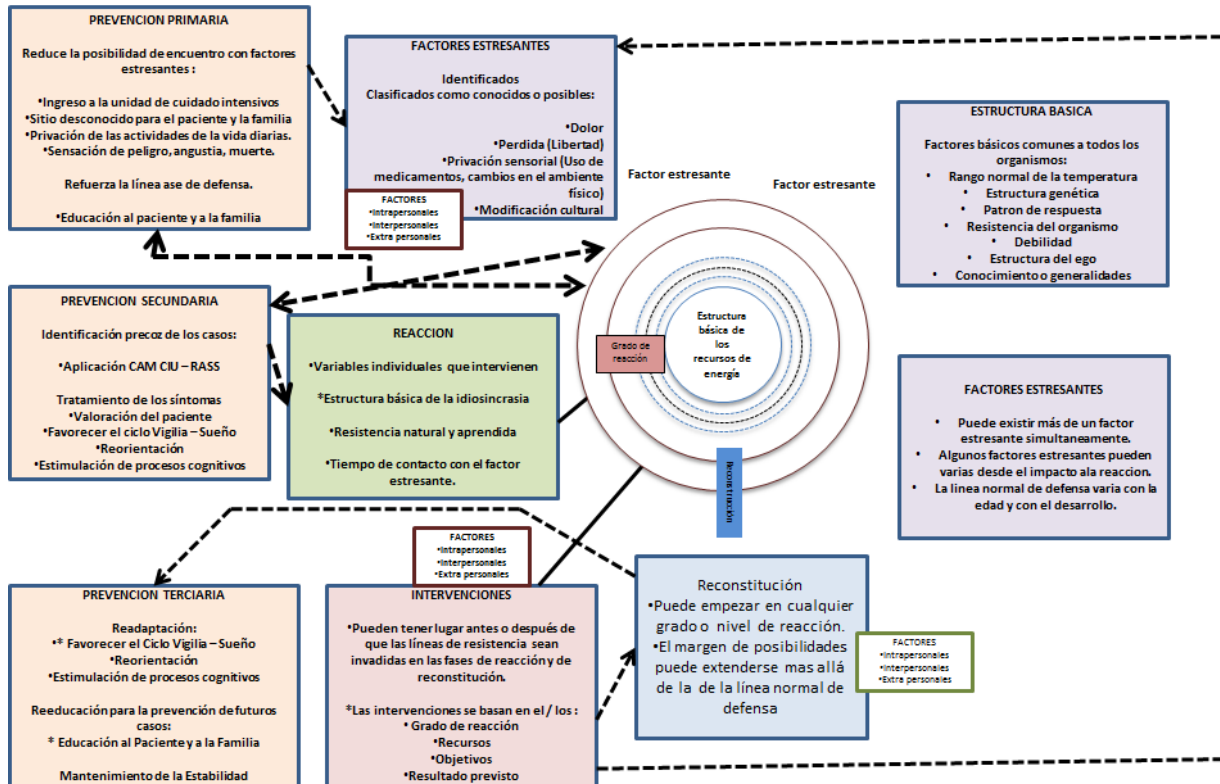 PREVENCION PRIMARIA
Reduce la posibilidad de encuentro con factores
estresantes :
•Ingreso a la unidad de cuidado intensivos
•Sitio desconocido para el paciente y la familia
•Privación de las actividades de la vida diarias.
•Sensación de peligro, angustia, muerte.
Refuerza la línea ase de defensa.
•Educación al paciente y a la familia
FACTORES ESTRESANTES
Identificados
Clasificados como conocidos o posibles:
•Dolor
•Perdida (Libertad)
•Privación sensorial (Uso de
medicamentos, cambios en el ambiente
físico)
•Modificación cultural
FACTORES
•Intrapersonales
•Interpersonales
•Extra personales
Factor estresante
Factor estresante
ESTRUCTURA BASICA
Factores básicos comunes a todos los
organismos:
• Rango normal de la temperatura
• Estructura genética
• Patron de respuesta
• Resistencia del organismo
• Debilidad
• Estructura del ego
• Conocimiento o generalidades
PREVENCION SECUNDARIA
Identificación precoz de los casos:
•Aplicación CAM CIU – RASS
Tratamiento de los síntomas
•Valoración del paciente
•Favorecer el ciclo Vigilia – Sueño
•Reorientación
•Estimulación de procesos cognitivos
REACCION
•Variables individuales que intervienen
*Estructura básica de la idiosincrasia
•Resistencia natural y aprendida
•Tiempo de contacto con el factor
estresante.
Grado de
reacción
Estructura
básica de
los
recursos de
energía
Reconstrucción
FACTORES ESTRESANTES
• Puede existir más de un factor
estresante simultaneamente.
• Algunos factores estresantes pueden
varias desde el impacto ala reaccion.
• La linea normal de defensa varia con la
edad y con el desarrollo.
PREVENCION TERCIARIA
Readaptación:
•* Favorecer el Ciclo Vigilia – Sueño
•Reorientación
•Estimulación de procesos cognitivos
Reeducación para la prevención de futuros
casos:
* Educación al Paciente y a la Familia
Mantenimiento de la Estabilidad
FACTORES
•Intrapersonales
•Interpersonales
•Extra personales
INTERVENCIONES
•Pueden tener lugar antes o después de
que las líneas de resistencia sean
invadidas en las fases de reacción y de
reconstitución.
*Las intervenciones se basan en el / los :
• Grado de reacción
•Recursos
•Objetivos
•Resultado previsto
Reconstitución
•Puede empezar en cualquier
grado o nivel de reacción.
•El margen de posibilidades
puede extenderse mas allá
de la de la línea normal de
defensa
FACTORES
•Intrapersonales
•Interpersonales
•Extra personales